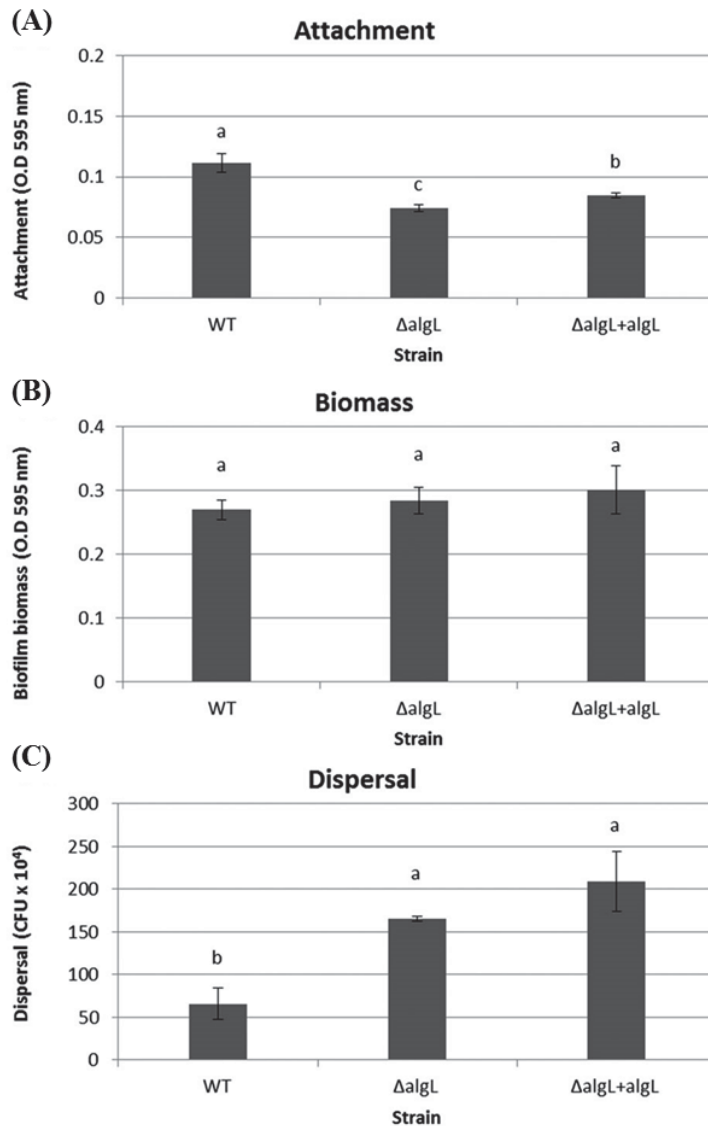 (A)
Attachment
Attachment (O.D 595 nm)
0.2
0.15
0.1
0.05
0
a
c
b
WT
ΔalgL
ΔalgL+algL
Strain
(B)
Biomass
Biofilm biomass (O.D 595 nm)
0.4
0.3
0.2
0.1
0
a
a
a
WT
ΔalgL
ΔalgL+algL
Strain
(C)
Dispersal
Dispersal (CFU x 10⁴)
300
250
200
150
100
50
0
b
a
a
WT
ΔalgL
ΔalgL+algL
Strain